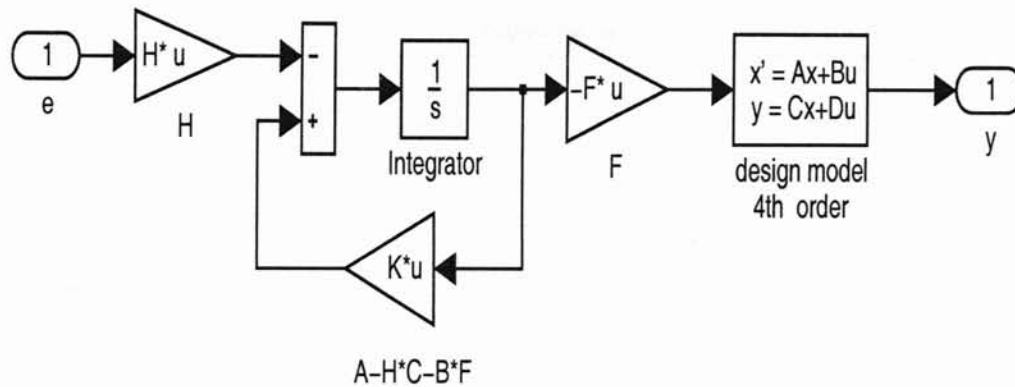 1
e
H* u
H
−
+
1
s
Integrator
−F* u
F
x' = Ax+Bu
y = Cx+Du
design model
4th order
1
y
K*u
A−H*C−B*F